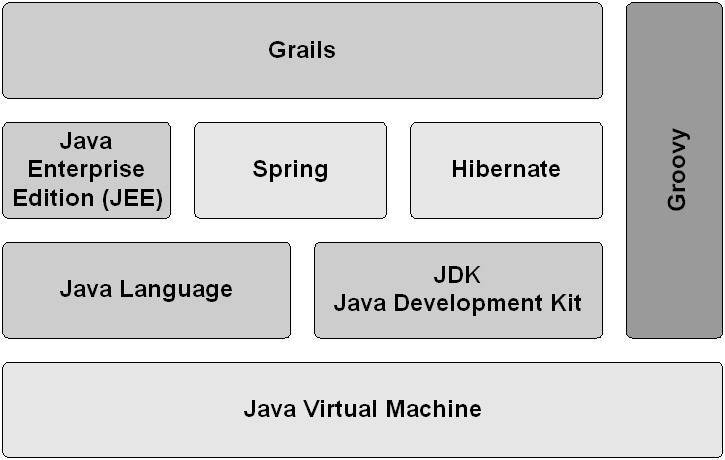 Grails
Java
Enterprise
Edition (JEE)
Spring
Hibernate
Groovy
Java Language
JDK
Java Development Kit
Java Virtual Machine